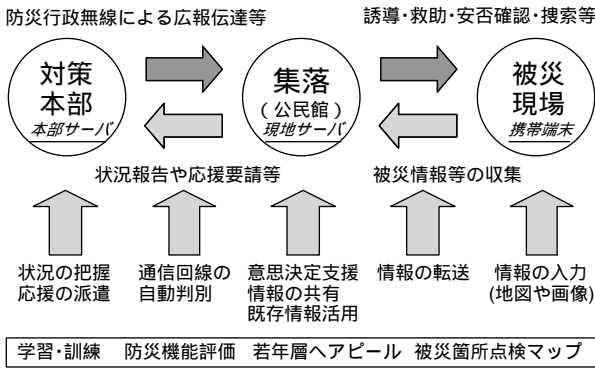 防災行政無線による広報伝達等
誘導・救助・安否確認・捜索等
対策
本部
本部サーバ
集落
(公民館)
現地サーバ
被災
現場
携帯端末
状況報告や応援要請等
被災情報等の収集
状況の把握
応援の派遣
通信回線の
自動判別
意思決定支援
情報の共有
既存情報活用
情報の転送
情報の入力
(地図や画像)
学習・訓練 防災機能評価 若年層へアピール 被災箇所点検マップ